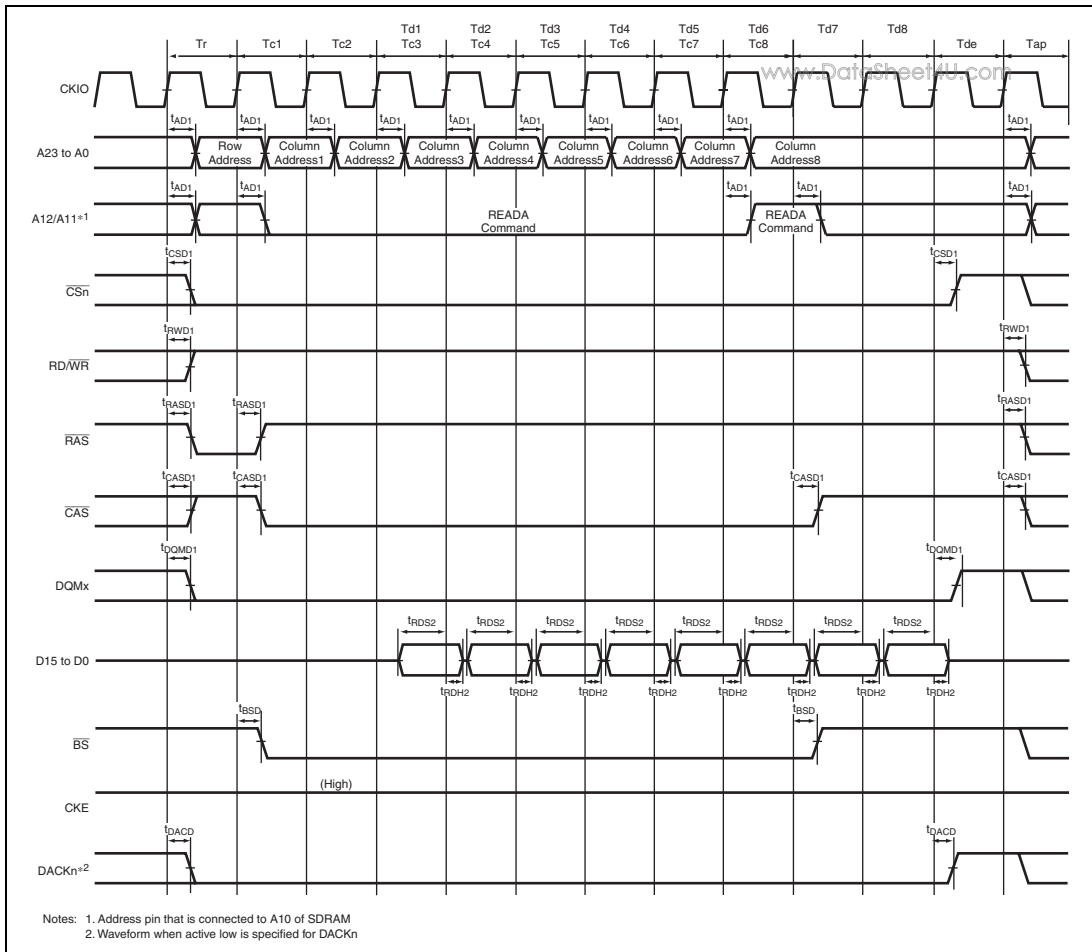 Td1 Td2 Td3 Td4 Td5 Td6 Td7 Td8
Tr Tc1 Tc2 Tc3 Tc4 Tc5 Tc6 Tc7 Tc8 Tde Tap
www.DataSheet4U.com
CKIO
tAD1 tAD1 tAD1 tAD1 tAD1 tAD1 tAD1 tAD1 tAD1 tAD1
A23 to A0
Row Address
Column Address1
Column Address2
Column Address3
Column Address4
Column Address5
Column Address6
Column Address7
Column Address8
tAD1 tAD1 tAD1 tAD1 tAD1
A12/A11*1
READA Command
READA Command
tCSD1 tCSD1
CSn
tRWD1 tRWD1
RD/WR
tRASD1 tRASD1 tRASD1
RAS
tCASD1 tCASD1 tCASD1 tCASD1
CAS
tDQMD1 tDQMD1
DQMx
tRDS2 tRDS2 tRDS2 tRDS2 tRDS2 tRDS2 tRDS2 tRDS2
D15 to D0
tRDH2 tRDH2 tRDH2 tRDH2 tRDH2 tRDH2 tRDH2 tRDH2
tBSD tBSD
BS
(High)
CKE
tDACD tDACD
DACKn*2
Notes: 1. Address pin that is connected to A10 of SDRAM
2. Waveform when active low is specified for DACKn